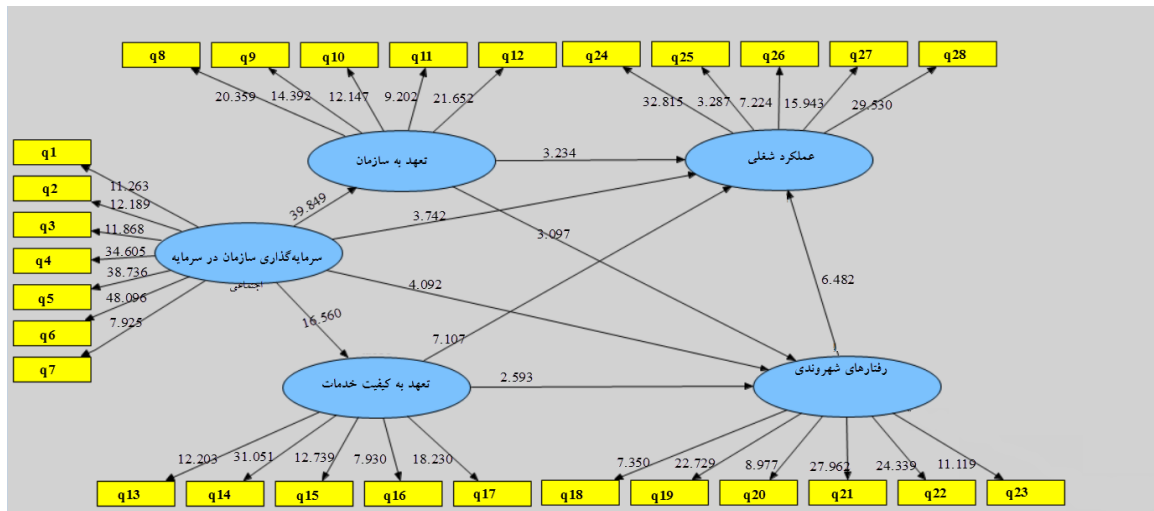 q8
q9
q10
q11
q12
q24
q25
q26
q27
q28
20.359
14.392
12.147
9.202
21.652
32.815
3.287
7.224
15.943
29.530
q1
q2
q3
q4
q5
q6
q7
11.263
12.189
11.868
34.605
38.736
48.096
7.925
تعهد به سازمان
عملکرد شغلی
3.234
39.849
3.742
3.097
سرمایه‌گذاری سازمان در سرمایه
اجتماعی
4.092
6.482
16.560
7.107
تعهد به کیفیت خدمات
2.593
رفتارهای شهروندی
12.203
31.051
12.739
7.930
18.230
7.350
22.729
8.977
27.962
24.339
11.119
q13
q14
q15
q16
q17
q18
q19
q20
q21
q22
q23